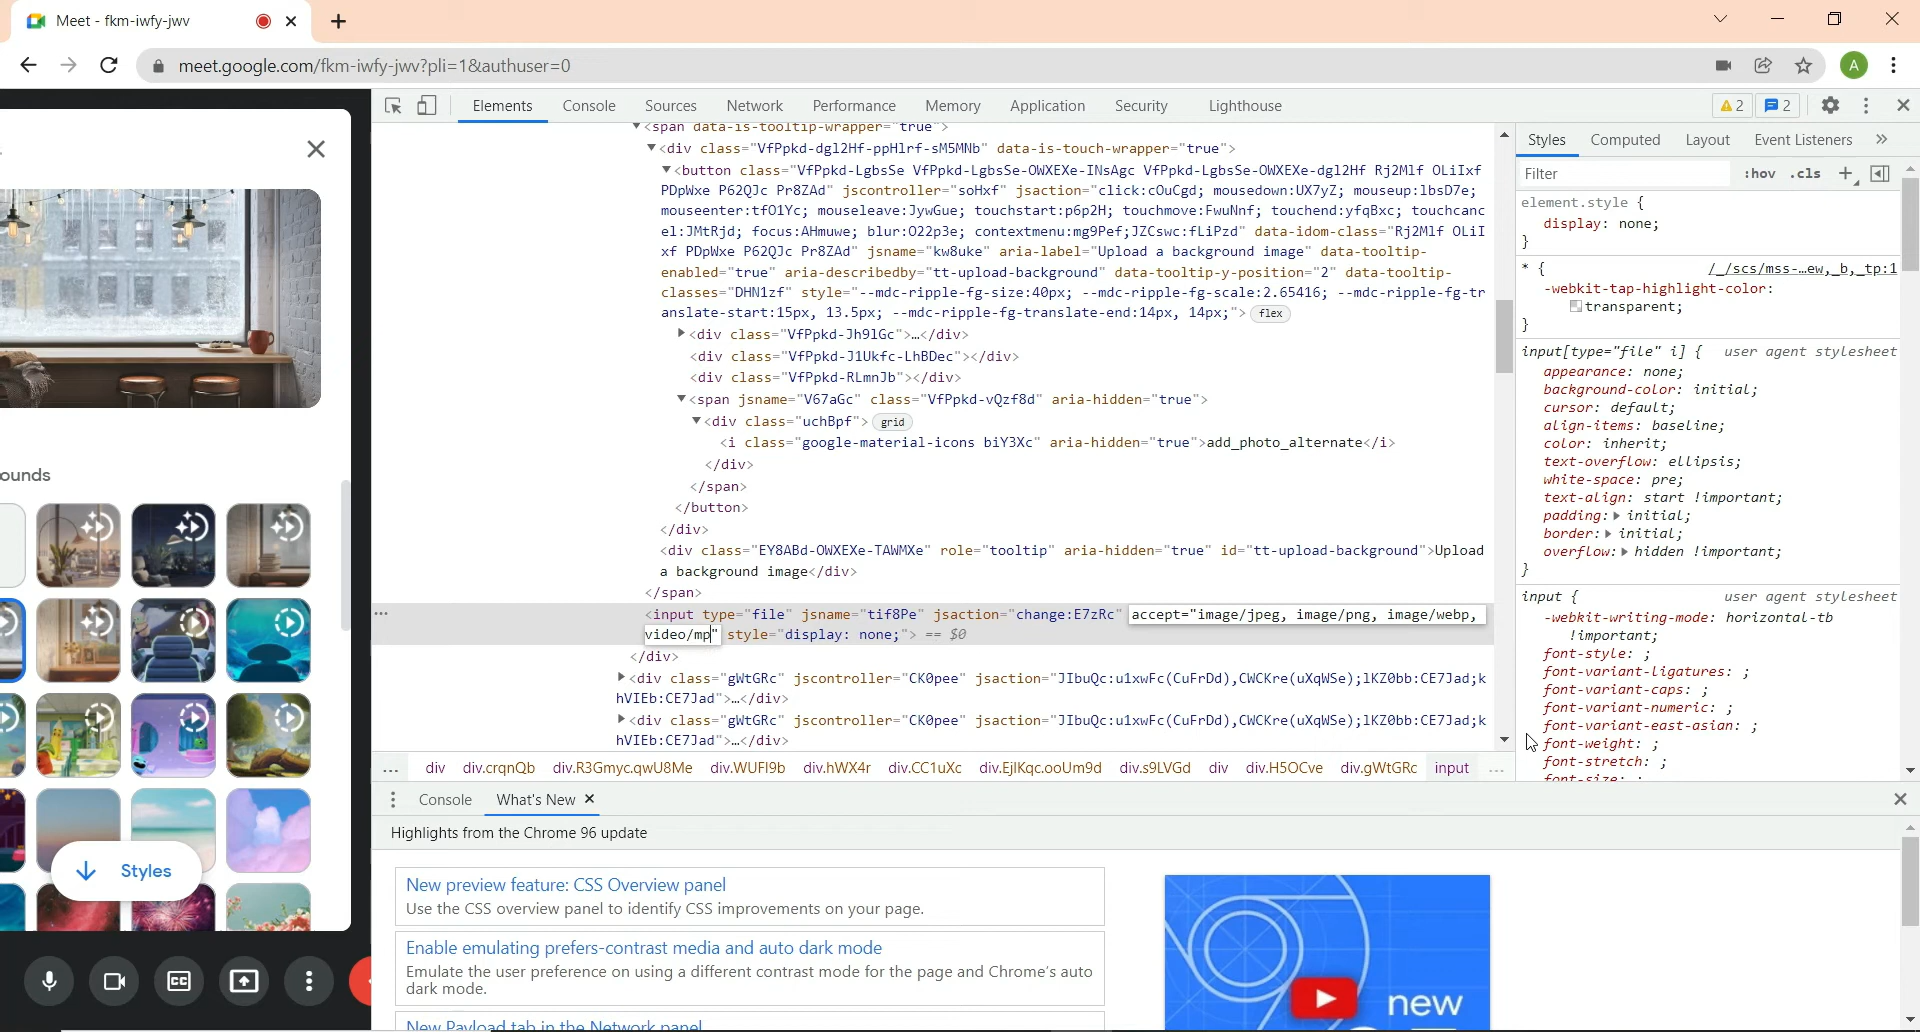 Meet - fkm-iwfy-jwv
meet.google.com/fkm-iwfy-jwv?pli=1&authuser=0
A
Elements Console Sources Network Performance Memory Application Security Lighthouse 2 2
ounds
Styles
<span data-is-tooltip-wrapper="true">
<div class="VfPpkd-dgl2Hf-ppHlrf-sM5MNb" data-is-touch-wrapper="true">
<button class="VfPpkd-LgbsSe VfPpkd-LgbsSe-OWXEXe-INsAgc VfPpkd-LgbsSe-OWXEXe-dgl2Hf Rj2Mlf OLiIxf
PDpWxe P62QJc Pr8ZAd" jscontroller="soHxf" jsaction="click:cOuCgd; mousedown:UX7yZ; mouseup:lbsD7e;
mouseenter:tfO1Yc; mouseleave:JywGue; touchstart:p6p2H; touchmove:FwuNnf; touchend:yfqBxc; touchcanc
el:JMtRjd; focus:AHmuwe; blur:O22p3e; contextmenu:mg9Pef;JZCswc:fLiPzd" data-idom-class="Rj2Mlf OLiI
xf PDpWxe P62QJc Pr8ZAd" jsname="kw8uke" aria-label="Upload a background image" data-tooltip-
enabled="true" aria-describedby="tt-upload-background" data-tooltip-y-position="2" data-tooltip-
classes="DHN1zf" style="--mdc-ripple-fg-size:40px; --mdc-ripple-fg-scale:2.65416; --mdc-ripple-fg-tr
anslate-start:15px, 13.5px; --mdc-ripple-fg-translate-end:14px, 14px;"> flex
<div class="VfPpkd-Jh9lGc">…</div>
<div class="VfPpkd-J1Ukfc-LhBDec"></div>
<div class="VfPpkd-RLmnJb"></div>
<span jsname="V67aGc" class="VfPpkd-vQzf8d" aria-hidden="true">
<div class="uchBpf"> grid
<i class="google-material-icons biY3Xc" aria-hidden="true">add_photo_alternate</i>
</div>
</span>
</button>
</div>
<div class="EY8ABd-OWXEXe-TAWMXe" role="tooltip" aria-hidden="true" id="tt-upload-background">Upload
a background image</div>
</span>
<input type="file" jsname="tif8Pe" jsaction="change:E7zRc" accept="image/jpeg, image/png, image/webp,
video/mp" style="display: none;"> == $0
</div>
<div class="gWtGRc" jscontroller="CK0pee" jsaction="JIbuQc:u1xwFc(CuFrDd),CWCKre(uXqWSe);lKZ0bb:CE7Jad;k
hVIEb:CE7Jad">…</div>
<div class="gWtGRc" jscontroller="CK0pee" jsaction="JIbuQc:u1xwFc(CuFrDd),CWCKre(uXqWSe);lKZ0bb:CE7Jad;k
hVIEb:CE7Jad">…</div>
... div div.crqnQb div.R3Gmyc.qwU8Me div.WUFI9b div.hWX4r div.CC1uXc div.EjlKqc.ooUm9d div.s9LVGd div div.H5OCve div.gWtGRc input ...
Styles Computed Layout Event Listeners »
Filter :hov .cls +
element.style {
display: none;
}
* { /_/scs/mss-…ew,_b,_tp:1
-webkit-tap-highlight-color:
transparent;
}
input[type="file" i] { user agent stylesheet
appearance: none;
background-color: initial;
cursor: default;
align-items: baseline;
color: inherit;
text-overflow: ellipsis;
white-space: pre;
text-align: start !important;
padding: initial;
border: initial;
overflow: hidden !important;
}
input { user agent stylesheet
-webkit-writing-mode: horizontal-tb
!important;
font-style: ;
font-variant-ligatures: ;
font-variant-caps: ;
font-variant-numeric: ;
font-variant-east-asian: ;
font-weight: ;
font-stretch: ;
font-size: ;
Console What's New
Highlights from the Chrome 96 update
New preview feature: CSS Overview panel
Use the CSS overview panel to identify CSS improvements on your page.
Enable emulating prefers-contrast media and auto dark mode
Emulate the user preference on using a different contrast mode for the page and Chrome's auto
dark mode.
New Payload tab in the Network panel
new
CC